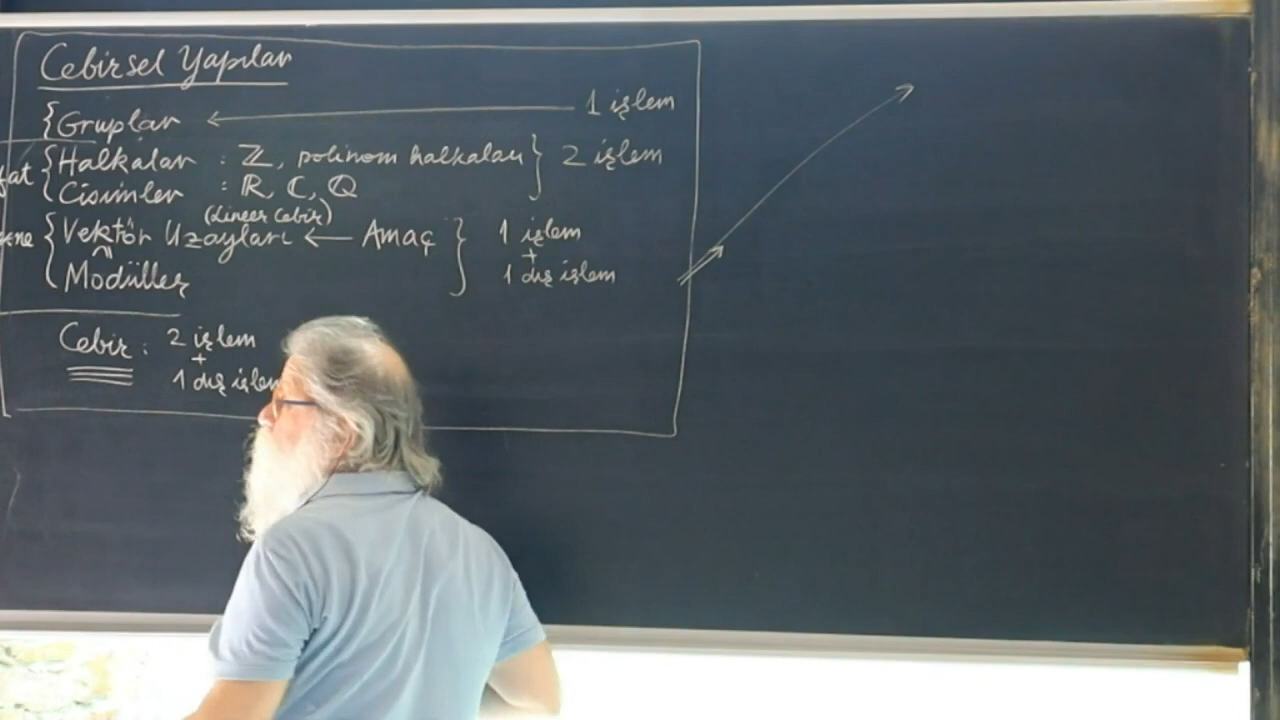 Cebirsel Yapılar
{Gruplar ← 1 işlem
Halkalar : ℤ, polinom halkaları } 2 işlem
Cisimler : ℝ, ℂ, ℚ
(Lineer Cebir)
Vektör Uzayları ← Amaç } 1 işlem
+
Modüller 1 dış işlem
Cebir : 2 işlem
+
1 dış işlem